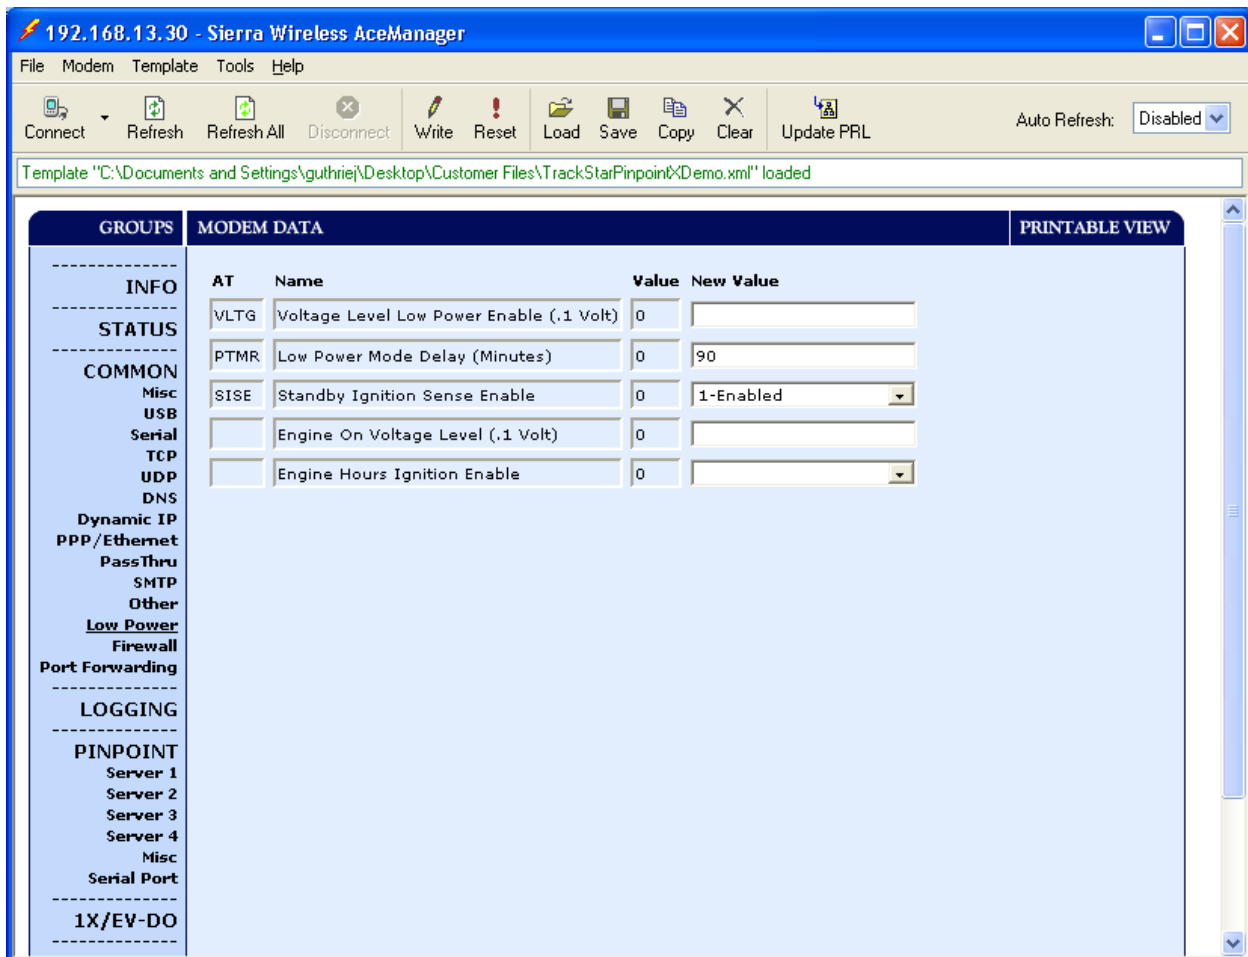 192.168.13.30 - Sierra Wireless AceManager
File Modem Template Tools Help
Connect Refresh Refresh All Disconnect Write Reset Load Save Copy Clear Update PRL Auto Refresh: Disabled
Template "C:\Documents and Settings\guthriej\Desktop\Customer Files\TrackStarPinpointXDemo.xml" loaded
GROUPS MODEM DATA PRINTABLE VIEW
INFO
STATUS
COMMON
Misc
USB
Serial
TCP
UDP
DNS
Dynamic IP
PPP/Ethernet
PassThru
SMTP
Other
Low Power
Firewall
Port Forwarding
LOGGING
PINPOINT
Server 1
Server 2
Server 3
Server 4
Misc
Serial Port
1X/EV-DO
AT Name Value New Value
VLTG Voltage Level Low Power Enable (.1 Volt) 0
PTMR Low Power Mode Delay (Minutes) 0 90
SISE Standby Ignition Sense Enable 0 1-Enabled
Engine On Voltage Level (.1 Volt) 0
Engine Hours Ignition Enable 0